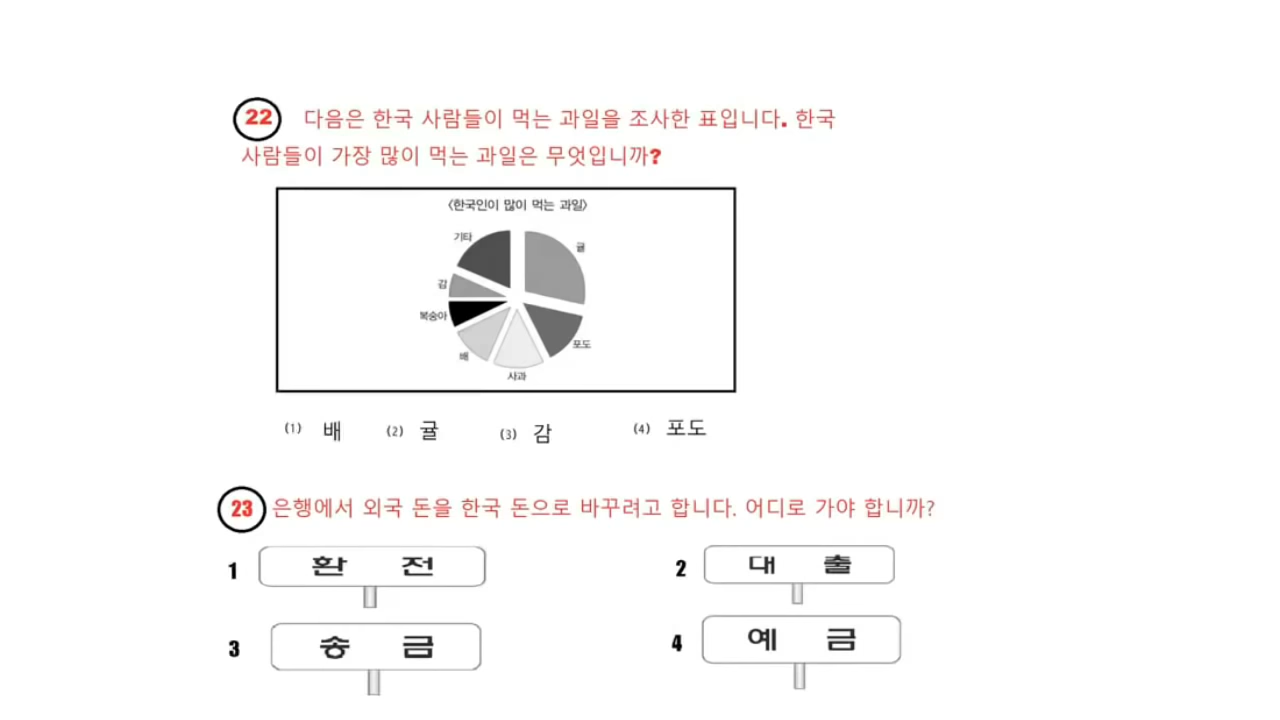 22 다음은 한국 사람들이 먹는 과일을 조사한 표입니다. 한국
사람들이 가장 많이 먹는 과일은 무엇입니까?
<한국인이 많이 먹는 과일>
기타 귤
감
복숭아
포도
배
사과
(1) 배 (2) 귤 (3) 감 (4) 포도
23 은행에서 외국 돈을 한국 돈으로 바꾸려고 합니다. 어디로 가야 합니까?
1 환 전 2 대 출
3 송 금 4 예 금